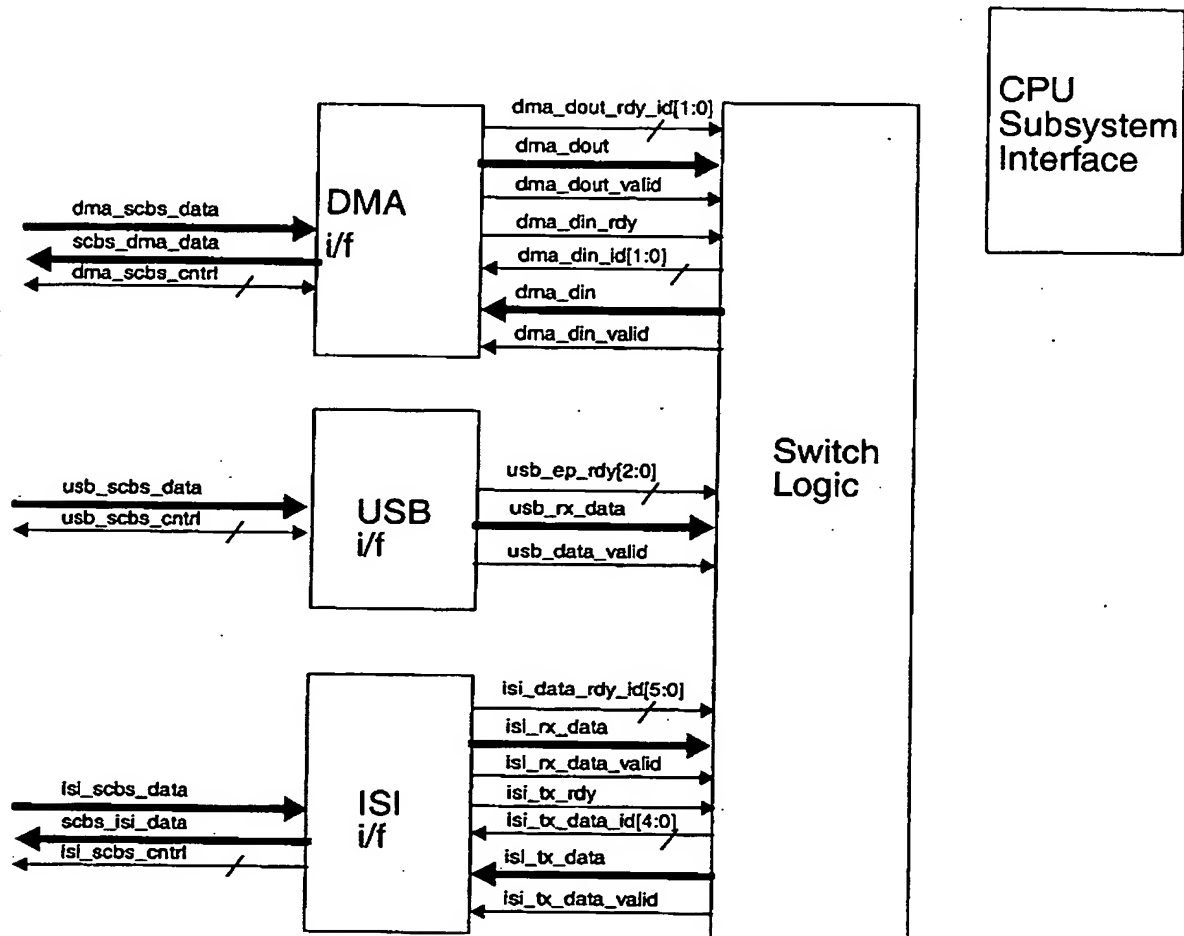 CPU
Subsystem
Interface
dma_dout_rdy_id[1:0]
dma_dout
dma_dout_valid
dma_din_rdy
dma_din_id[1:0]
dma_din
dma_din_valid
DMA
i/f
dma_scbs_data
scbs_dma_data
dma_scbs_cntrl
Switch
Logic
usb_ep_rdy[2:0]
usb_rx_data
usb_data_valid
usb_scbs_data
usb_scbs_cntrl
USB
i/f
isi_data_rdy_id[5:0]
isi_rx_data
isi_rx_data_valid
isi_tx_rdy
isi_tx_data_id[4:0]
isi_tx_data
isi_tx_data_valid
isi_scbs_data
scbs_isi_data
isi_scbs_cntrl
ISI
i/f